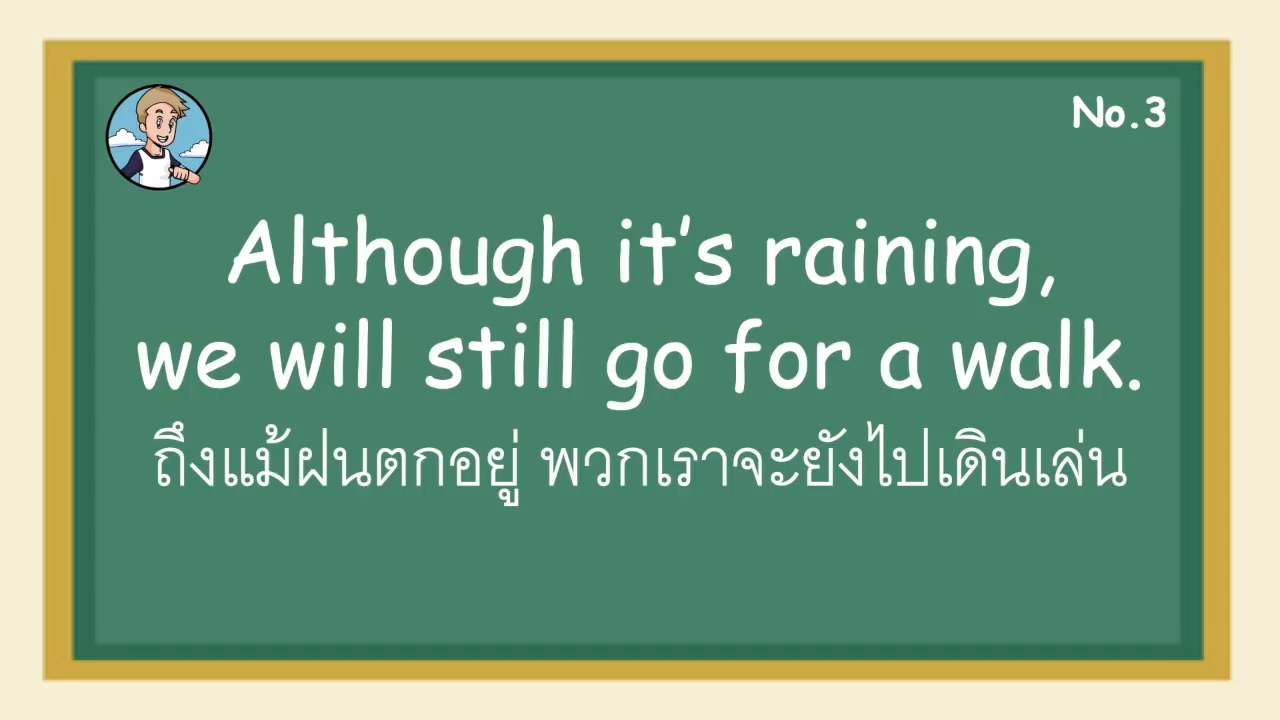 No.3
Although it's raining,
we will still go for a walk.
ถึงแม้ฝนตกอยู่ พวกเราจะยังไปเดินเล่น